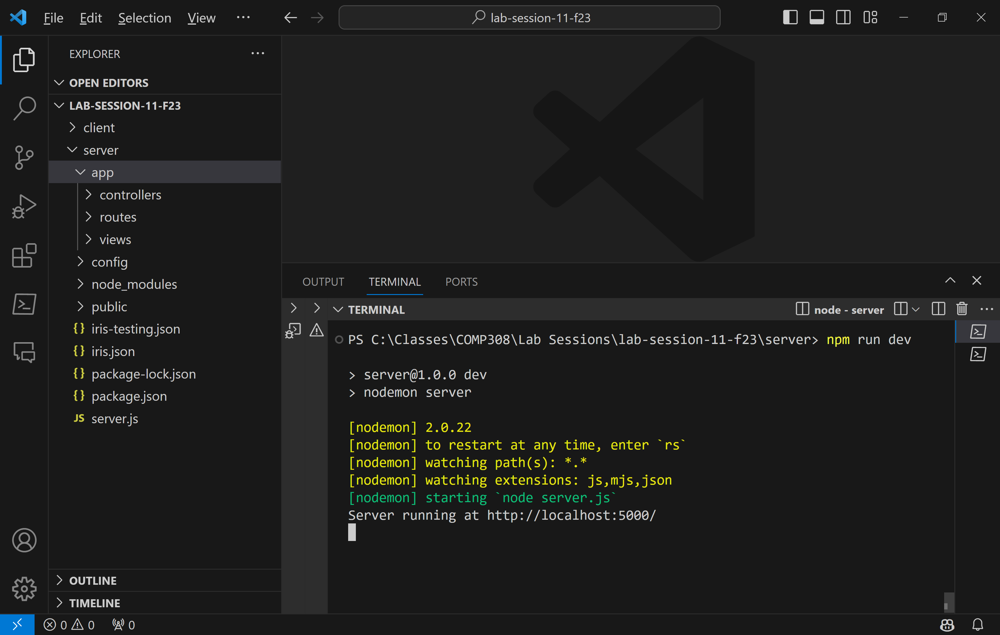 File Edit Selection View ···
lab-session-11-f23
EXPLORER
OPEN EDITORS
LAB-SESSION-11-F23
client
server
app
controllers
routes
views
config
node_modules
public
{} iris-testing.json
{} iris.json
{} package-lock.json
{} package.json
JS server.js
OUTLINE
TIMELINE
OUTPUT TERMINAL PORTS
TERMINAL
node - server
PS C:\Classes\COMP308\Lab Sessions\lab-session-11-f23\server> npm run dev
> server@1.0.0 dev
> nodemon server
[nodemon] 2.0.22
[nodemon] to restart at any time, enter `rs`
[nodemon] watching path(s): *.*
[nodemon] watching extensions: js,mjs,json
[nodemon] starting `node server.js`
Server running at http://localhost:5000/
0 0 0